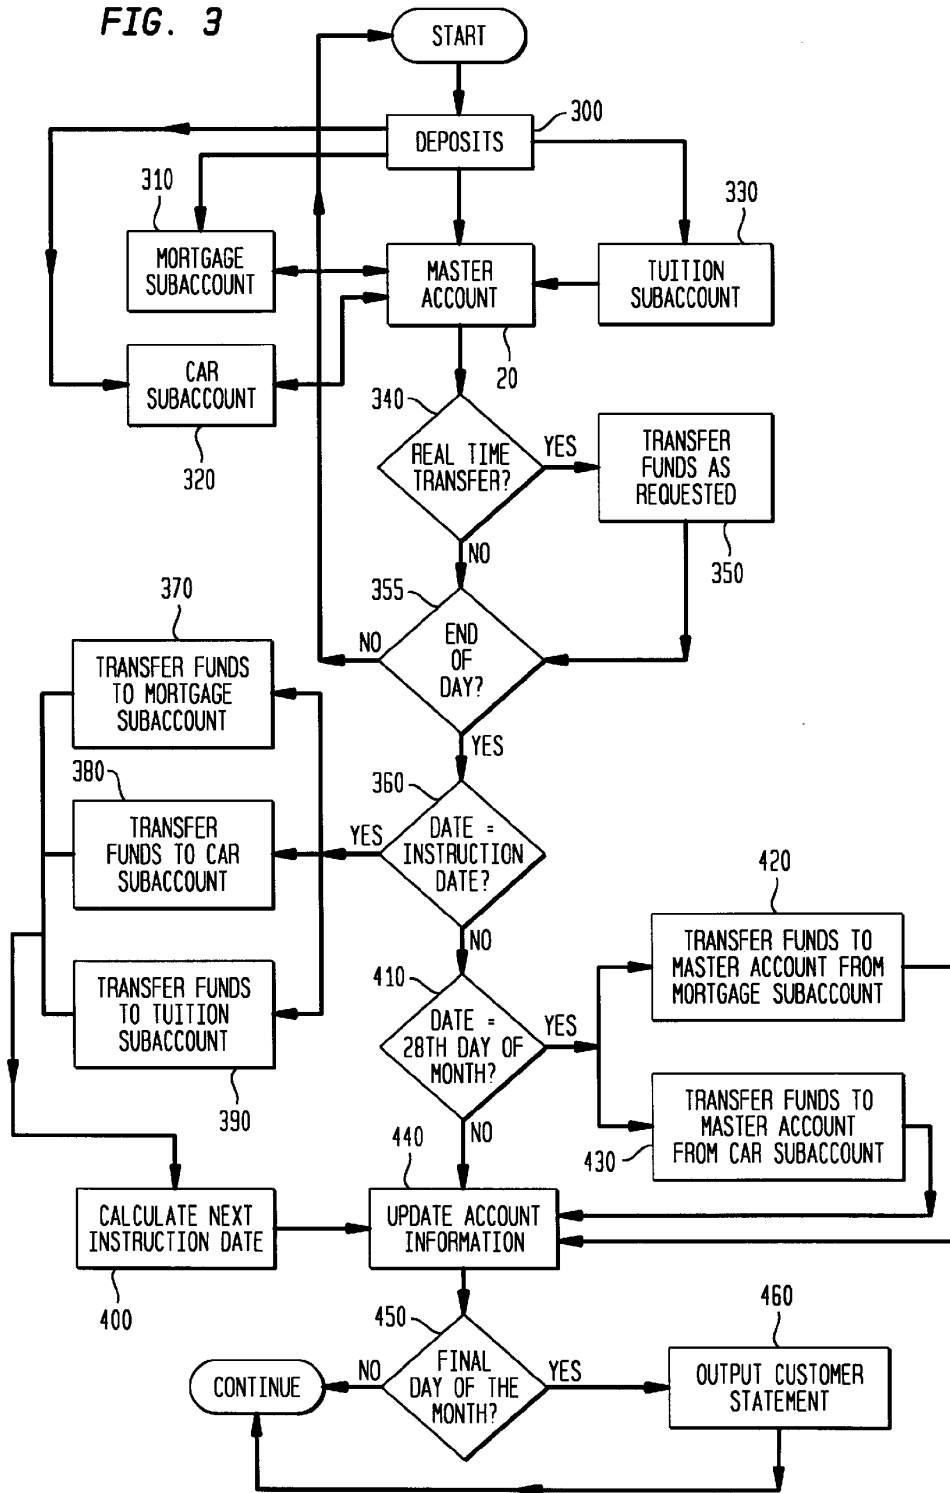 FIG. 3
START
300
DEPOSITS
310
330
MORTGAGE
SUBACCOUNT
MASTER
ACCOUNT
TUITION
SUBACCOUNT
20
CAR
SUBACCOUNT
320
340
REAL TIME
TRANSFER?
YES
TRANSFER
FUNDS AS
REQUESTED
NO
350
355
END
OF
DAY?
NO
YES
370
TRANSFER FUNDS
TO MORTGAGE
SUBACCOUNT
380
TRANSFER
FUNDS TO CAR
SUBACCOUNT
360
DATE =
INSTRUCTION
DATE?
YES
NO
TRANSFER FUNDS
TO TUITION
SUBACCOUNT
390
410
DATE =
28TH DAY OF
MONTH?
YES
NO
420
TRANSFER FUNDS TO
MASTER ACCOUNT FROM
MORTGAGE SUBACCOUNT
TRANSFER FUNDS TO
MASTER ACCOUNT
FROM CAR SUBACCOUNT
430
440
CALCULATE NEXT
INSTRUCTION DATE
400
UPDATE ACCOUNT
INFORMATION
450
FINAL
DAY OF THE
MONTH?
NO
YES
CONTINUE
460
OUTPUT CUSTOMER
STATEMENT